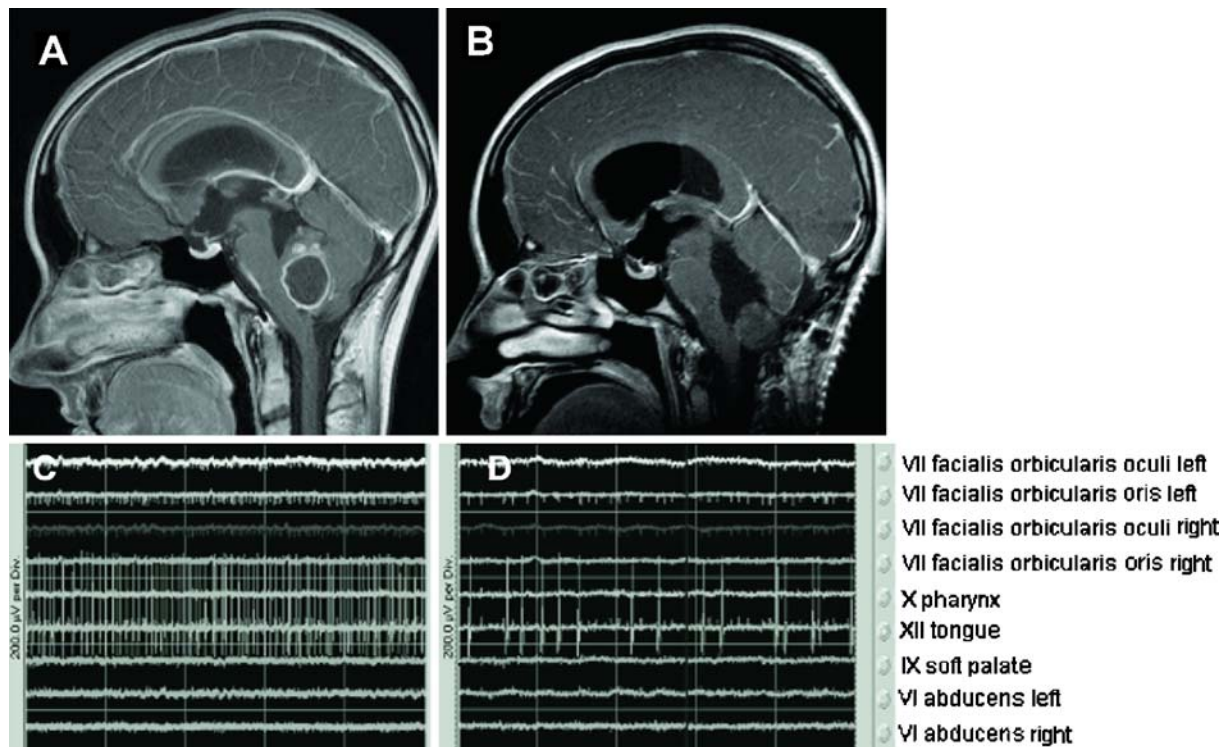 A
B
C
D
200.0 µV per Div.
200.0 µV per Div.
VII facialis orbicularis oculi left
VII facialis orbicularis oris left
VII facialis orbicularis oculi right
VII facialis orbicularis oris right
X pharynx
XII tongue
IX soft palate
VI abducens left
VI abducens right